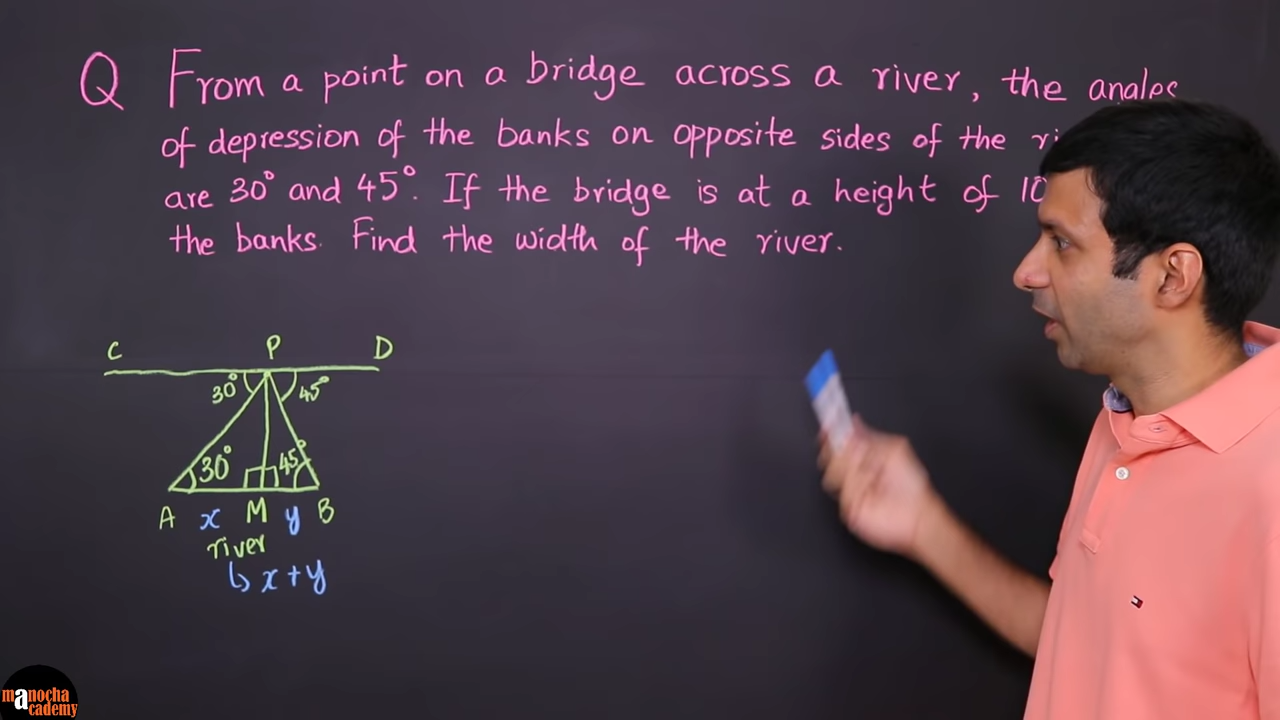 Q From a point on a bridge across a river, the angles
of depression of the banks on opposite sides of the
are 30° and 45°. If the bridge is at a height of 10
the banks. Find the width of the river.
C P D
30° 45°
30° 45°
A x M y B
river
↳ x + y
manocha
academy